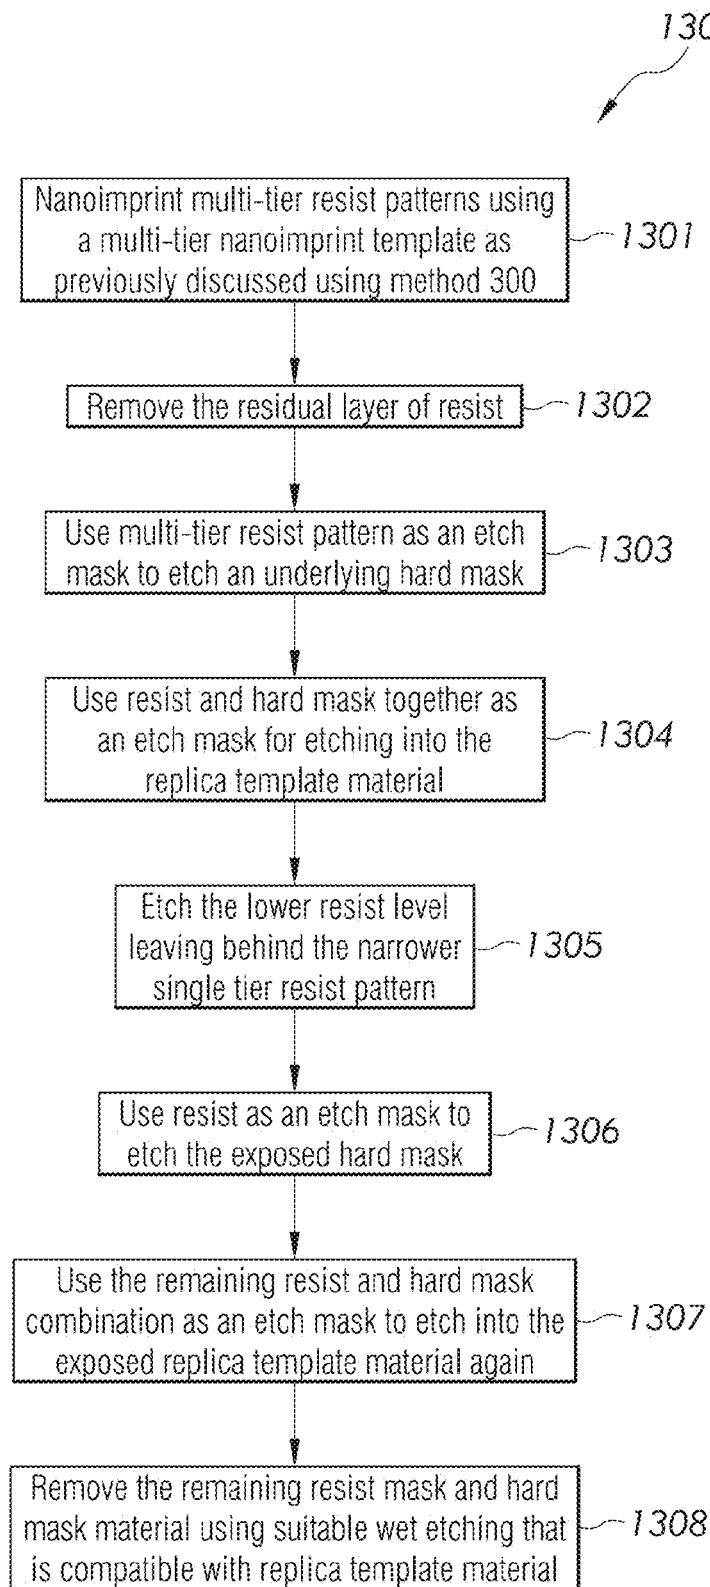 Nanoimprint multi-tier resist patterns using
a multi-tier nanoimprint template as
previously discussed using method 300
1301
Remove the residual layer of resist
1302
Use multi-tier resist pattern as an etch
mask to etch an underlying hard mask
1303
Use resist and hard mask together as
an etch mask for etching into the
replica template material
1304
Etch the lower resist level
leaving behind the narrower
single tier resist pattern
1305
Use resist as an etch mask to
etch the exposed hard mask
1306
Use the remaining resist and hard mask
combination as an etch mask to etch into the
exposed replica template material again
1307
Remove the remaining resist mask and hard
mask material using suitable wet etching that
is compatible with replica template material
1308